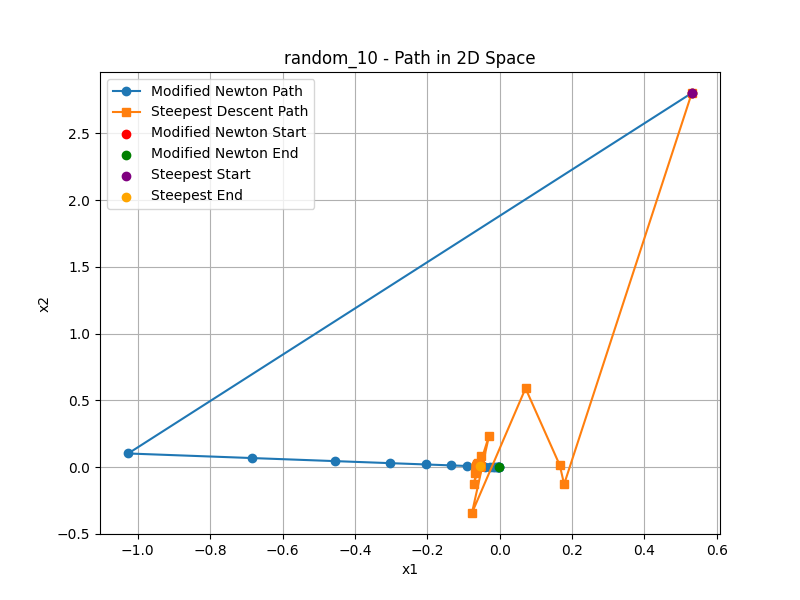 random_10 - Path in 2D Space
Modified Newton Path
Steepest Descent Path
Modified Newton Start
Modified Newton End
Steepest Start
Steepest End
x2
2.5
2.0
1.5
1.0
0.5
0.0
−0.5
−1.0 −0.8 −0.6 −0.4 −0.2 0.0 0.2 0.4 0.6
x1